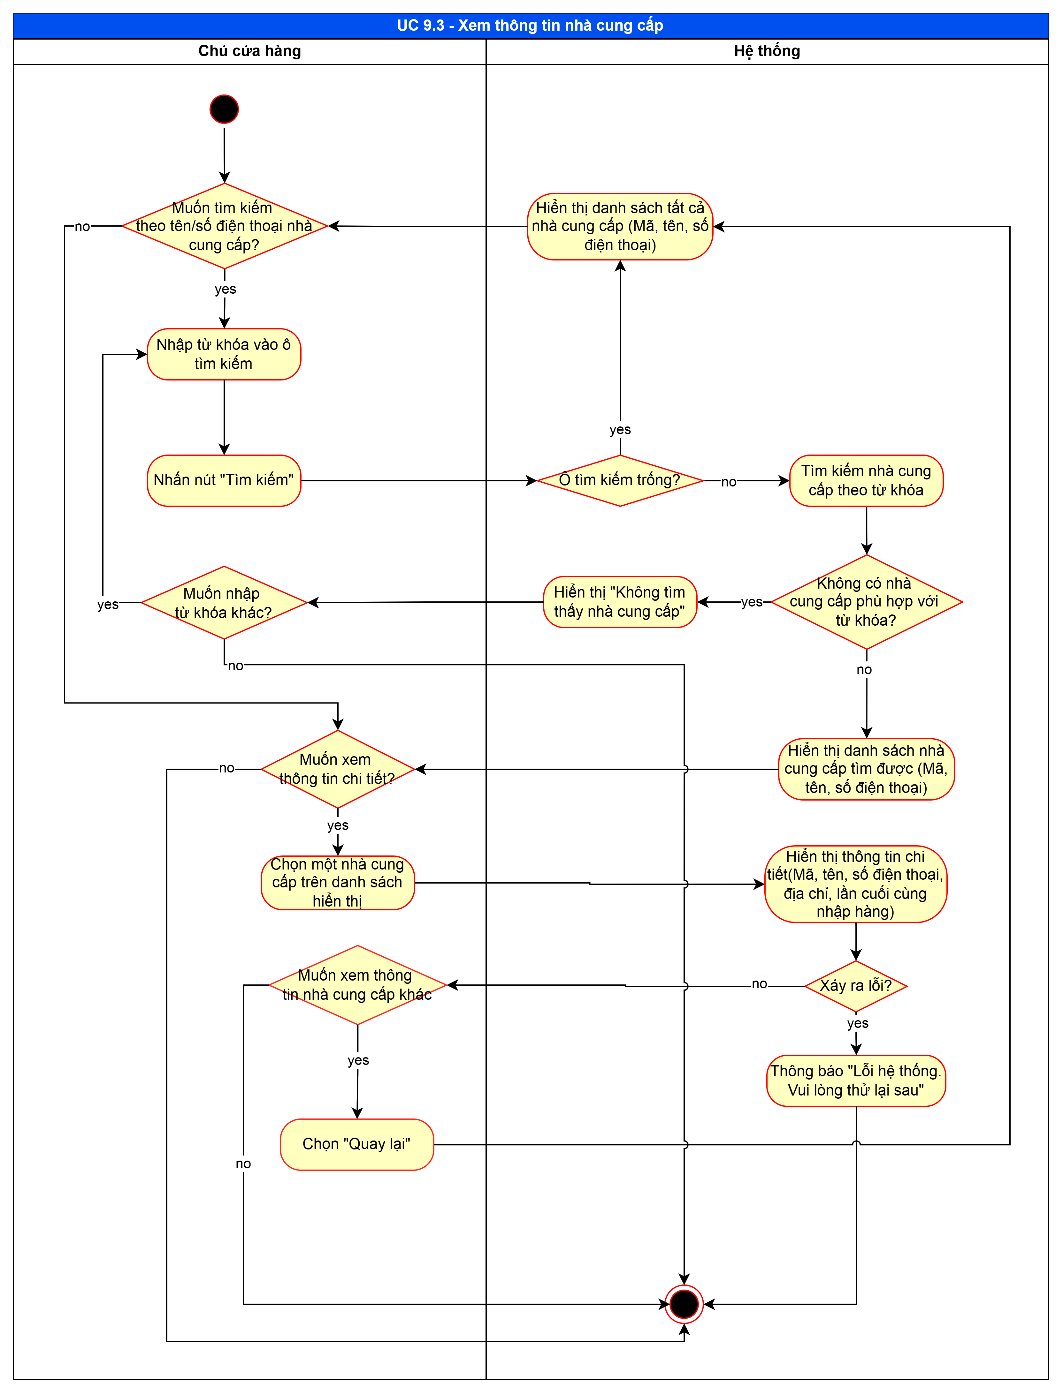 UC 9.3 - Xem thông tin nhà cung cấp
Chủ cửa hàng
Hệ thống
Muốn tìm kiếm
theo tên/số điện thoại nhà
cung cấp?
no
yes
Hiển thị danh sách tất cả
nhà cung cấp (Mã, tên, số
điện thoại)
Nhập từ khóa vào ô
tìm kiếm
yes
Nhấn nút "Tìm kiếm"
Ô tìm kiếm trống?
no
Tìm kiếm nhà cung
cấp theo từ khóa
Muốn nhập
từ khóa khác?
yes
no
Hiển thị "Không tìm
thấy nhà cung cấp"
yes
Không có nhà
cung cấp phù hợp với
từ khóa?
no
Muốn xem
thông tin chi tiết?
no
yes
Hiển thị danh sách nhà
cung cấp tìm được (Mã,
tên, số điện thoại)
Chọn một nhà cung
cấp trên danh sách
hiển thị
Hiển thị thông tin chi
tiết(Mã, tên, số điện thoại,
địa chỉ, lần cuối cùng
nhập hàng)
Muốn xem thông
tin nhà cung cấp khác
no
Xảy ra lỗi?
yes
yes
Thông báo "Lỗi hệ thống.
Vui lòng thử lại sau"
Chọn "Quay lại"
no